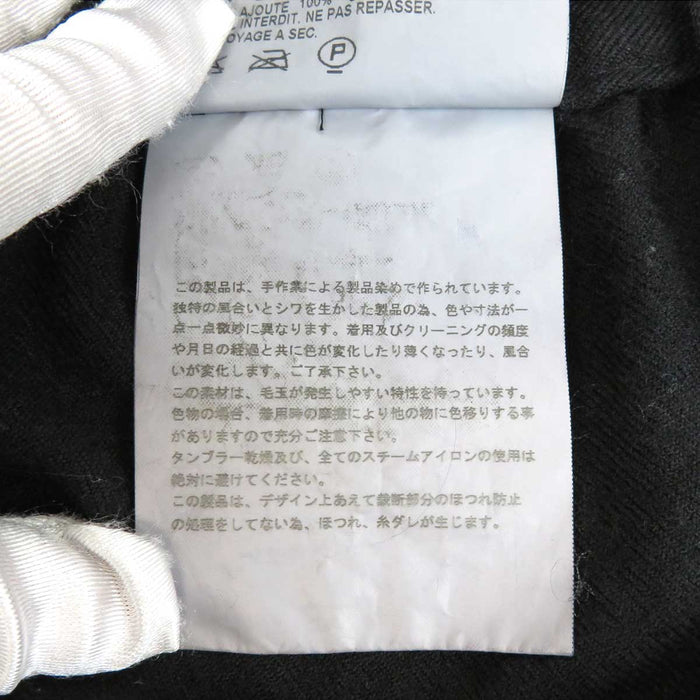 AJOUTE 100%
INTERDIT. NE PAS REPASSER.
A SEC.
P
この製品は、手作業による製品染めで作られています。
独特の風合いとシワを生かした製品の為、色や寸法が一
点一点微妙に異なります。着用及びクリーニングの頻度
や月日の経過と共に色が変化したり薄くなったり、風合
いが変化します。ご了承下さい。
この素材は、毛玉が発生しやすい特性を持っています。
色物の場合、着用時の摩擦により他の物に色移りする事
がありますので充分ご注意下さい。
タンブラー乾燥及び、全てのスチームアイロンの使用は
絶対に避けてください。
この製品は、デザイン上あえて裁断部分のほつれ防止
の処理をしてない為、ほつれ、糸ダレが生じます。